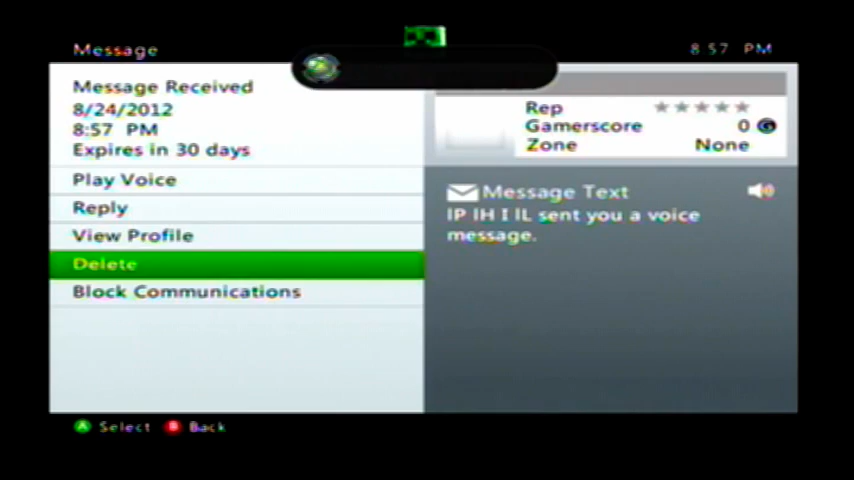 Message
8:57 PM
Message Received
8/24/2012
8:57 PM
Expires in 30 days
Play Voice
Reply
View Profile
Delete
Block Communications
Rep
Gamerscore 0 G
Zone None
Message Text
IP IH I IL sent you a voice
message.
A Select B Back